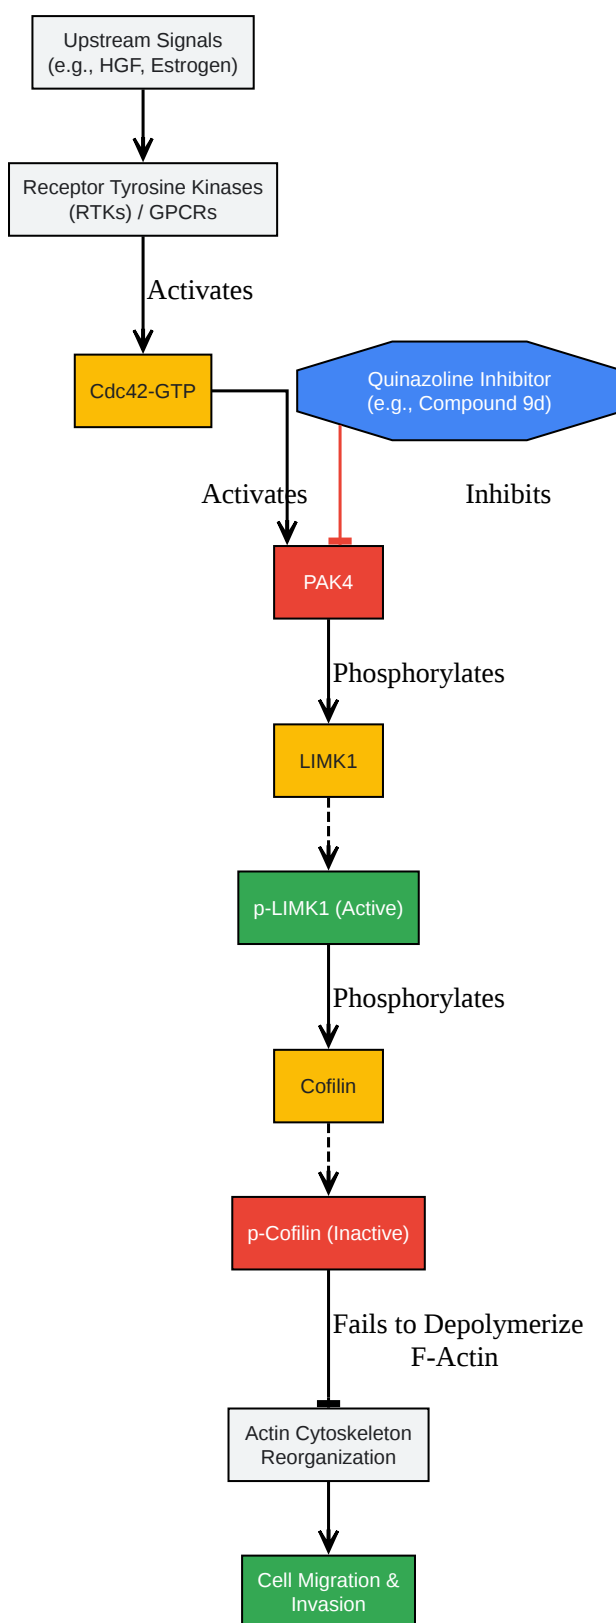 Upstream Signals
(e.g., HGF, Estrogen)
Receptor Tyrosine Kinases
(RTKs) / GPCRs
Activates
Cdc42-GTP
Quinazoline Inhibitor
(e.g., Compound 9d)
Activates
Inhibits
PAK4
Phosphorylates
LIMK1
p-LIMK1 (Active)
Phosphorylates
Cofilin
p-Cofilin (Inactive)
Fails to Depolymerize
F-Actin
Actin Cytoskeleton
Reorganization
Cell Migration &
Invasion